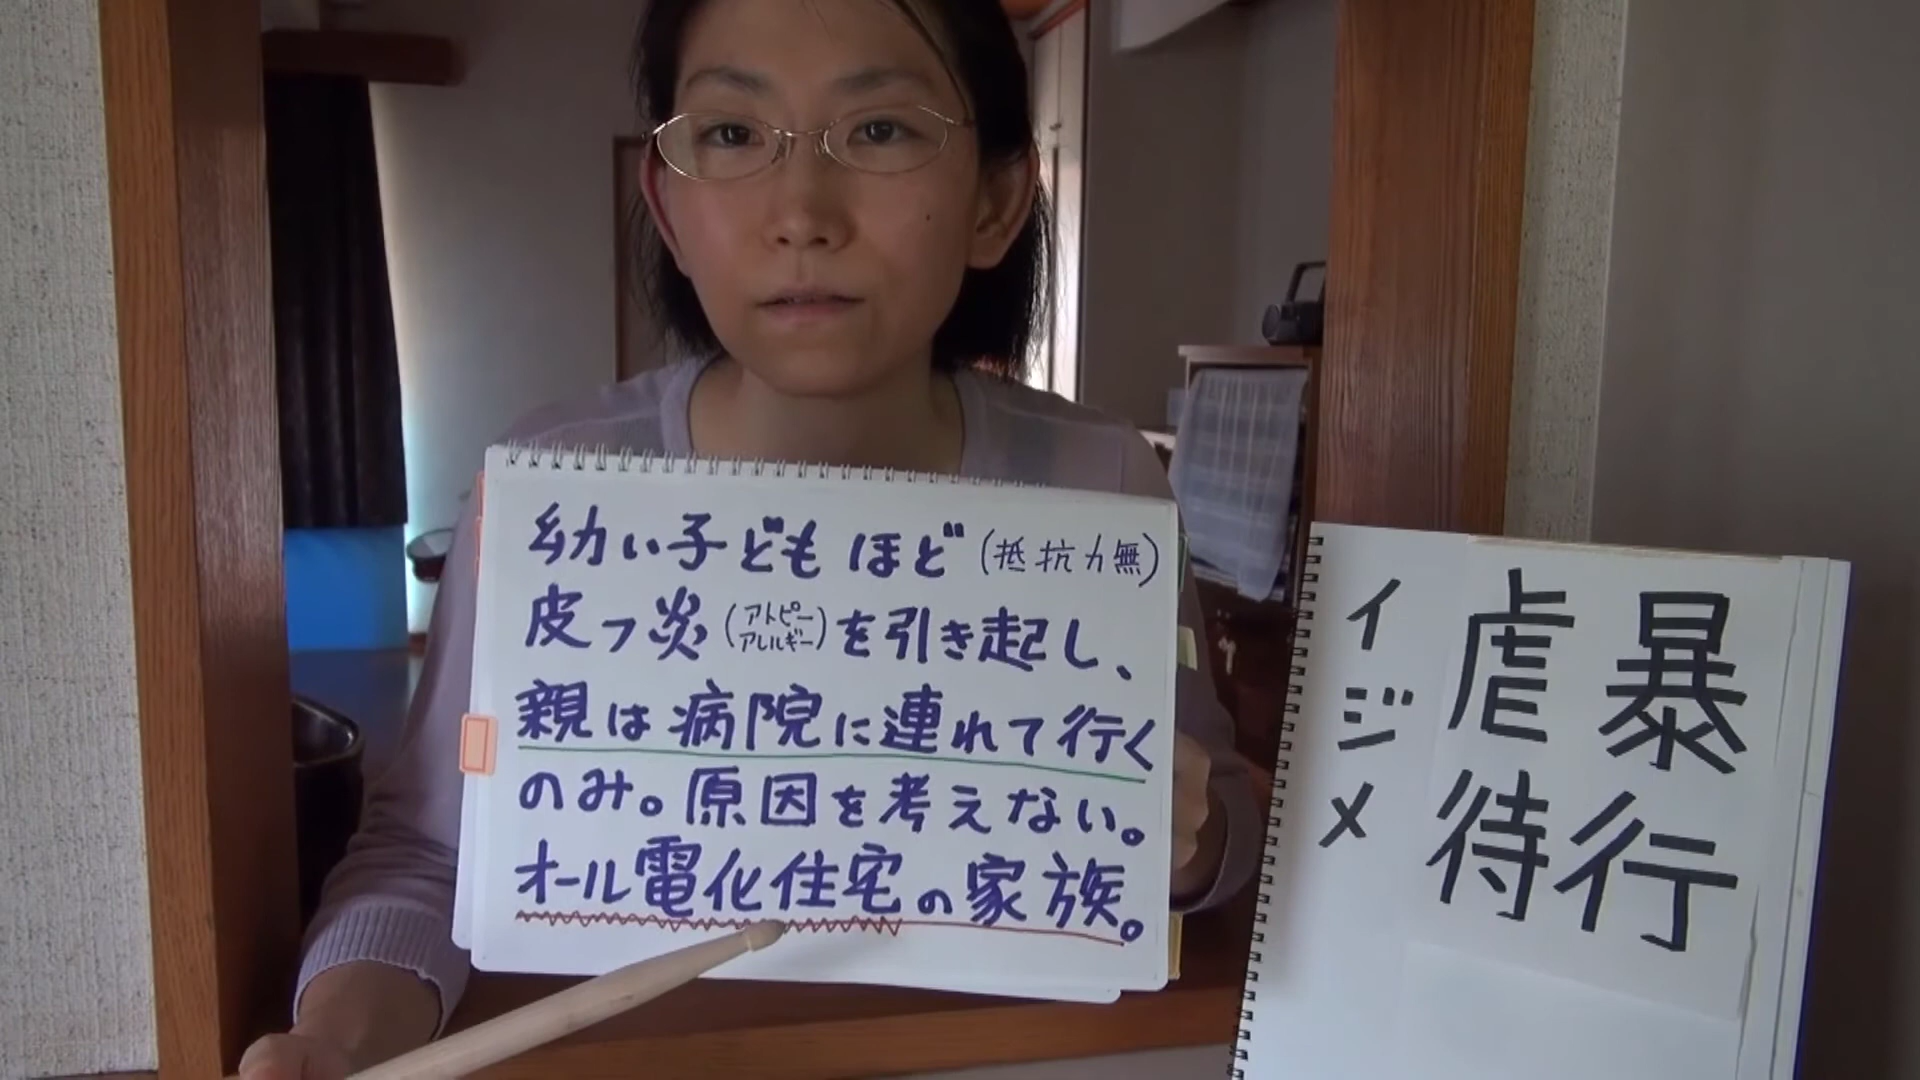 幼い子どもほど(抵抗力無)
皮フ炎(アトピー アレルギー)を引き起し、
親は病院に連れて行く
のみ。原因を考えない。
オール電化住宅の家族。
暴行
虐待
イジメ